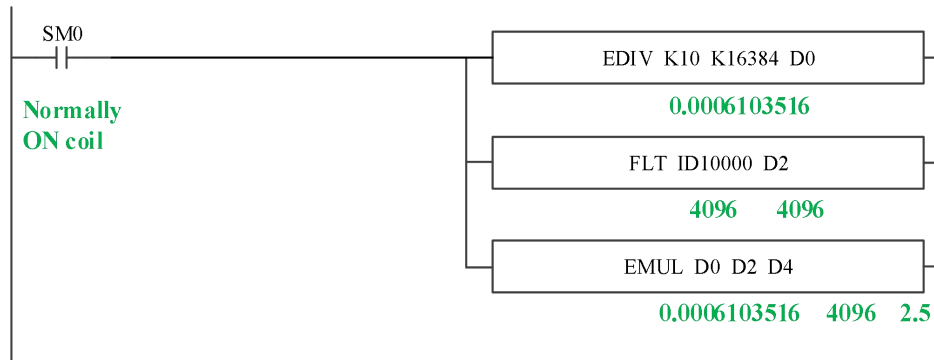 SM0
EDIV K10 K16384 D0
Normally
ON coil
0.0006103516
FLT ID10000 D2
4096 4096
EMUL D0 D2 D4
0.0006103516 4096 2.5